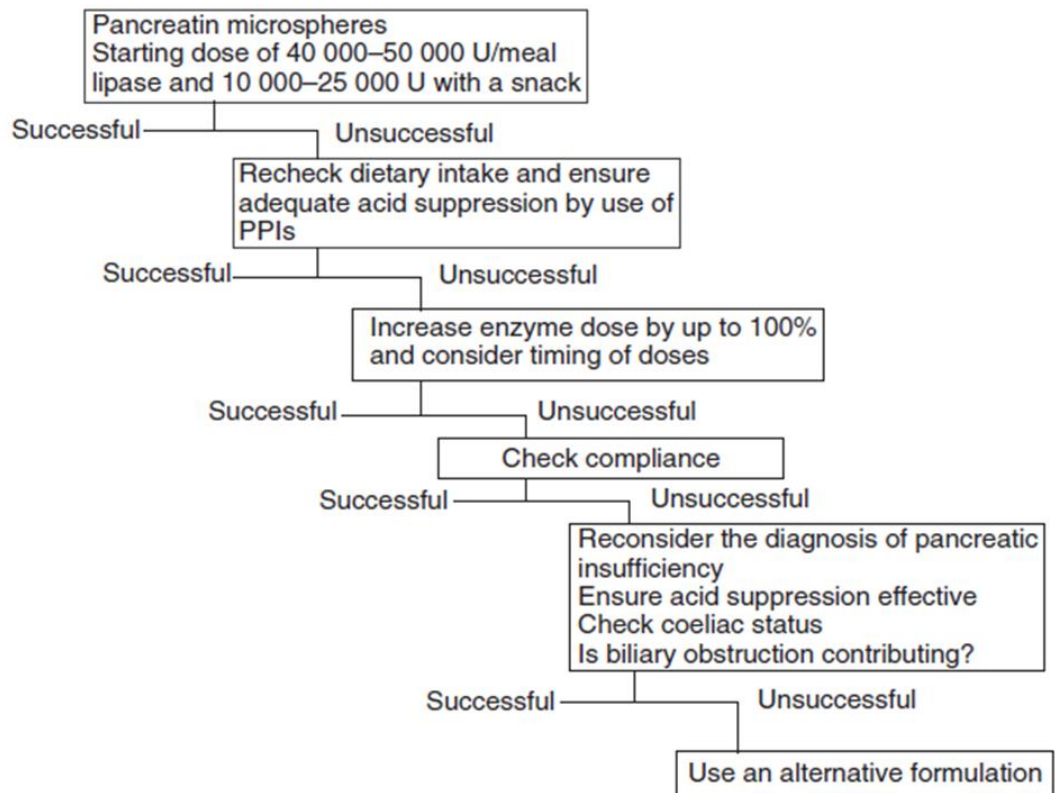 Pancreatin microspheres
Starting dose of 40 000–50 000 U/meal
lipase and 10 000–25 000 U with a snack
Successful
Unsuccessful
Recheck dietary intake and ensure
adequate acid suppression by use of
PPIs
Successful
Unsuccessful
Increase enzyme dose by up to 100%
and consider timing of doses
Successful
Unsuccessful
Check compliance
Successful
Unsuccessful
Reconsider the diagnosis of pancreatic
insufficiency
Ensure acid suppression effective
Check coeliac status
Is biliary obstruction contributing?
Successful
Unsuccessful
Use an alternative formulation